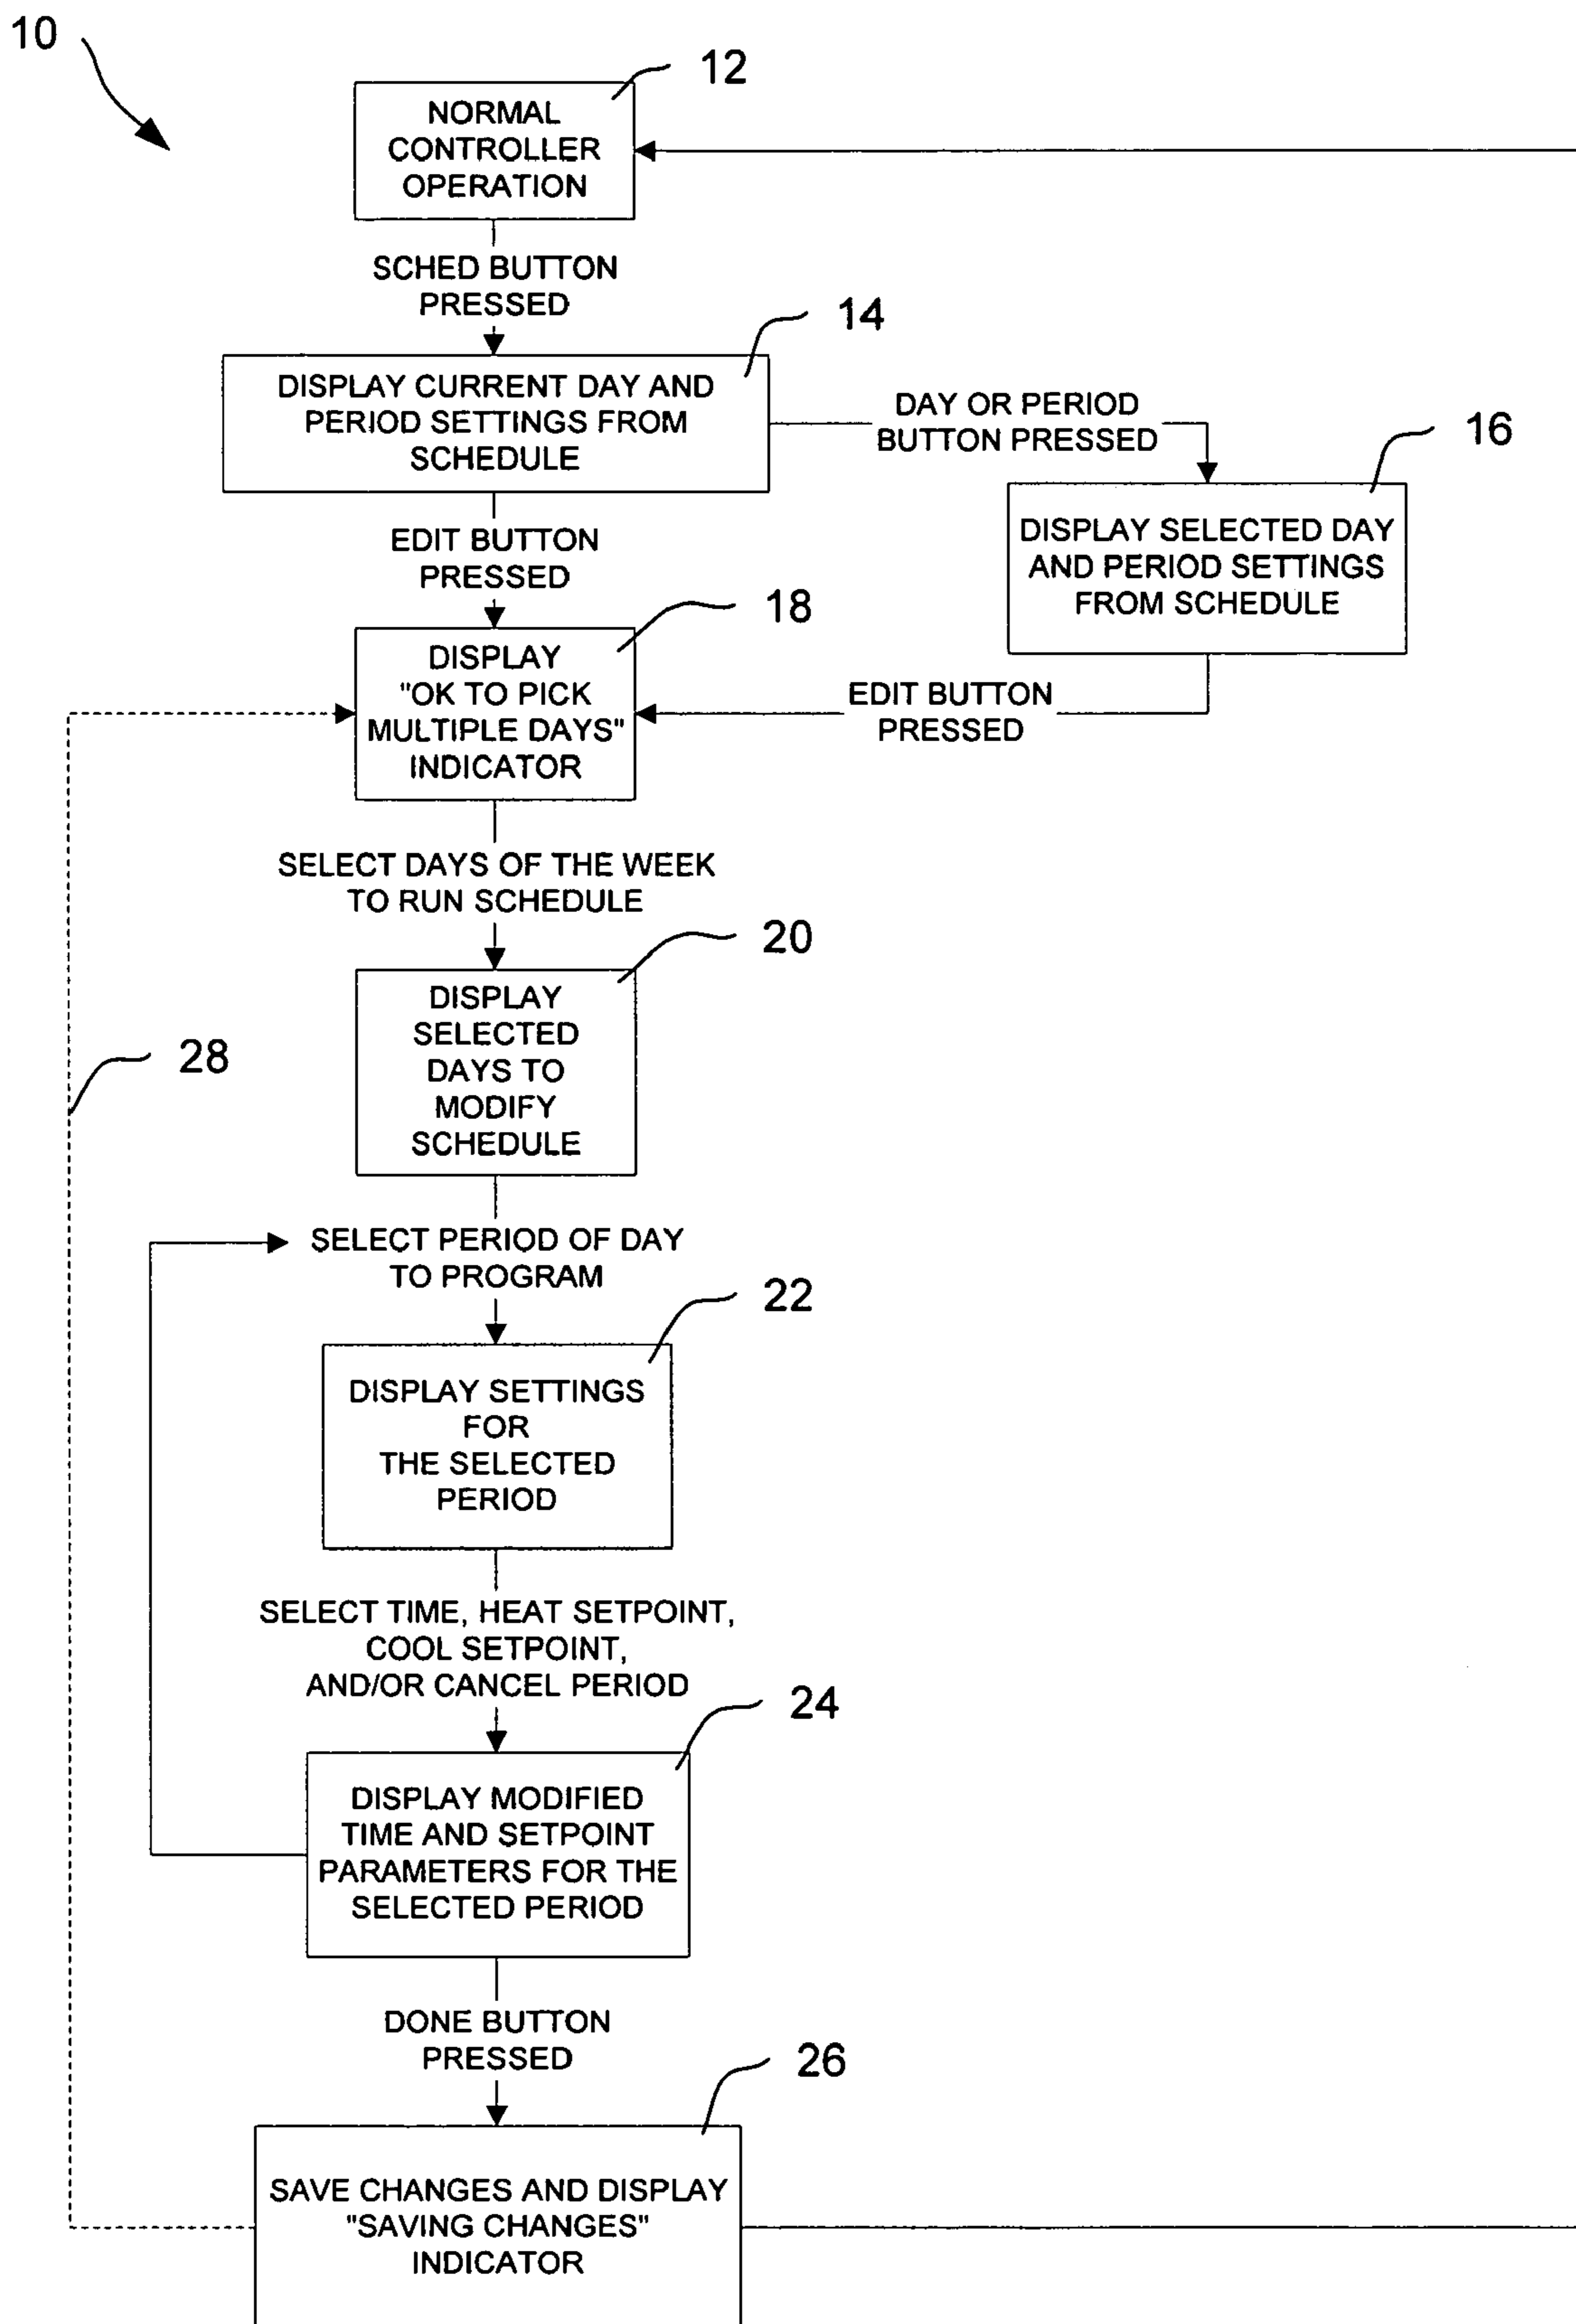 10
12
NORMAL
CONTROLLER
OPERATION
SCHED BUTTON
PRESSED
14
DISPLAY CURRENT DAY AND
PERIOD SETTINGS FROM
SCHEDULE
DAY OR PERIOD
BUTTON PRESSED
16
DISPLAY SELECTED DAY
AND PERIOD SETTINGS
FROM SCHEDULE
EDIT BUTTON
PRESSED
18
DISPLAY
"OK TO PICK
MULTIPLE DAYS"
INDICATOR
EDIT BUTTON
PRESSED
SELECT DAYS OF THE WEEK
TO RUN SCHEDULE
20
DISPLAY
SELECTED
DAYS TO
MODIFY
SCHEDULE
28
SELECT PERIOD OF DAY
TO PROGRAM
22
DISPLAY SETTINGS
FOR
THE SELECTED
PERIOD
SELECT TIME, HEAT SETPOINT,
COOL SETPOINT,
AND/OR CANCEL PERIOD
24
DISPLAY MODIFIED
TIME AND SETPOINT
PARAMETERS FOR THE
SELECTED PERIOD
DONE BUTTON
PRESSED
26
SAVE CHANGES AND DISPLAY
"SAVING CHANGES"
INDICATOR